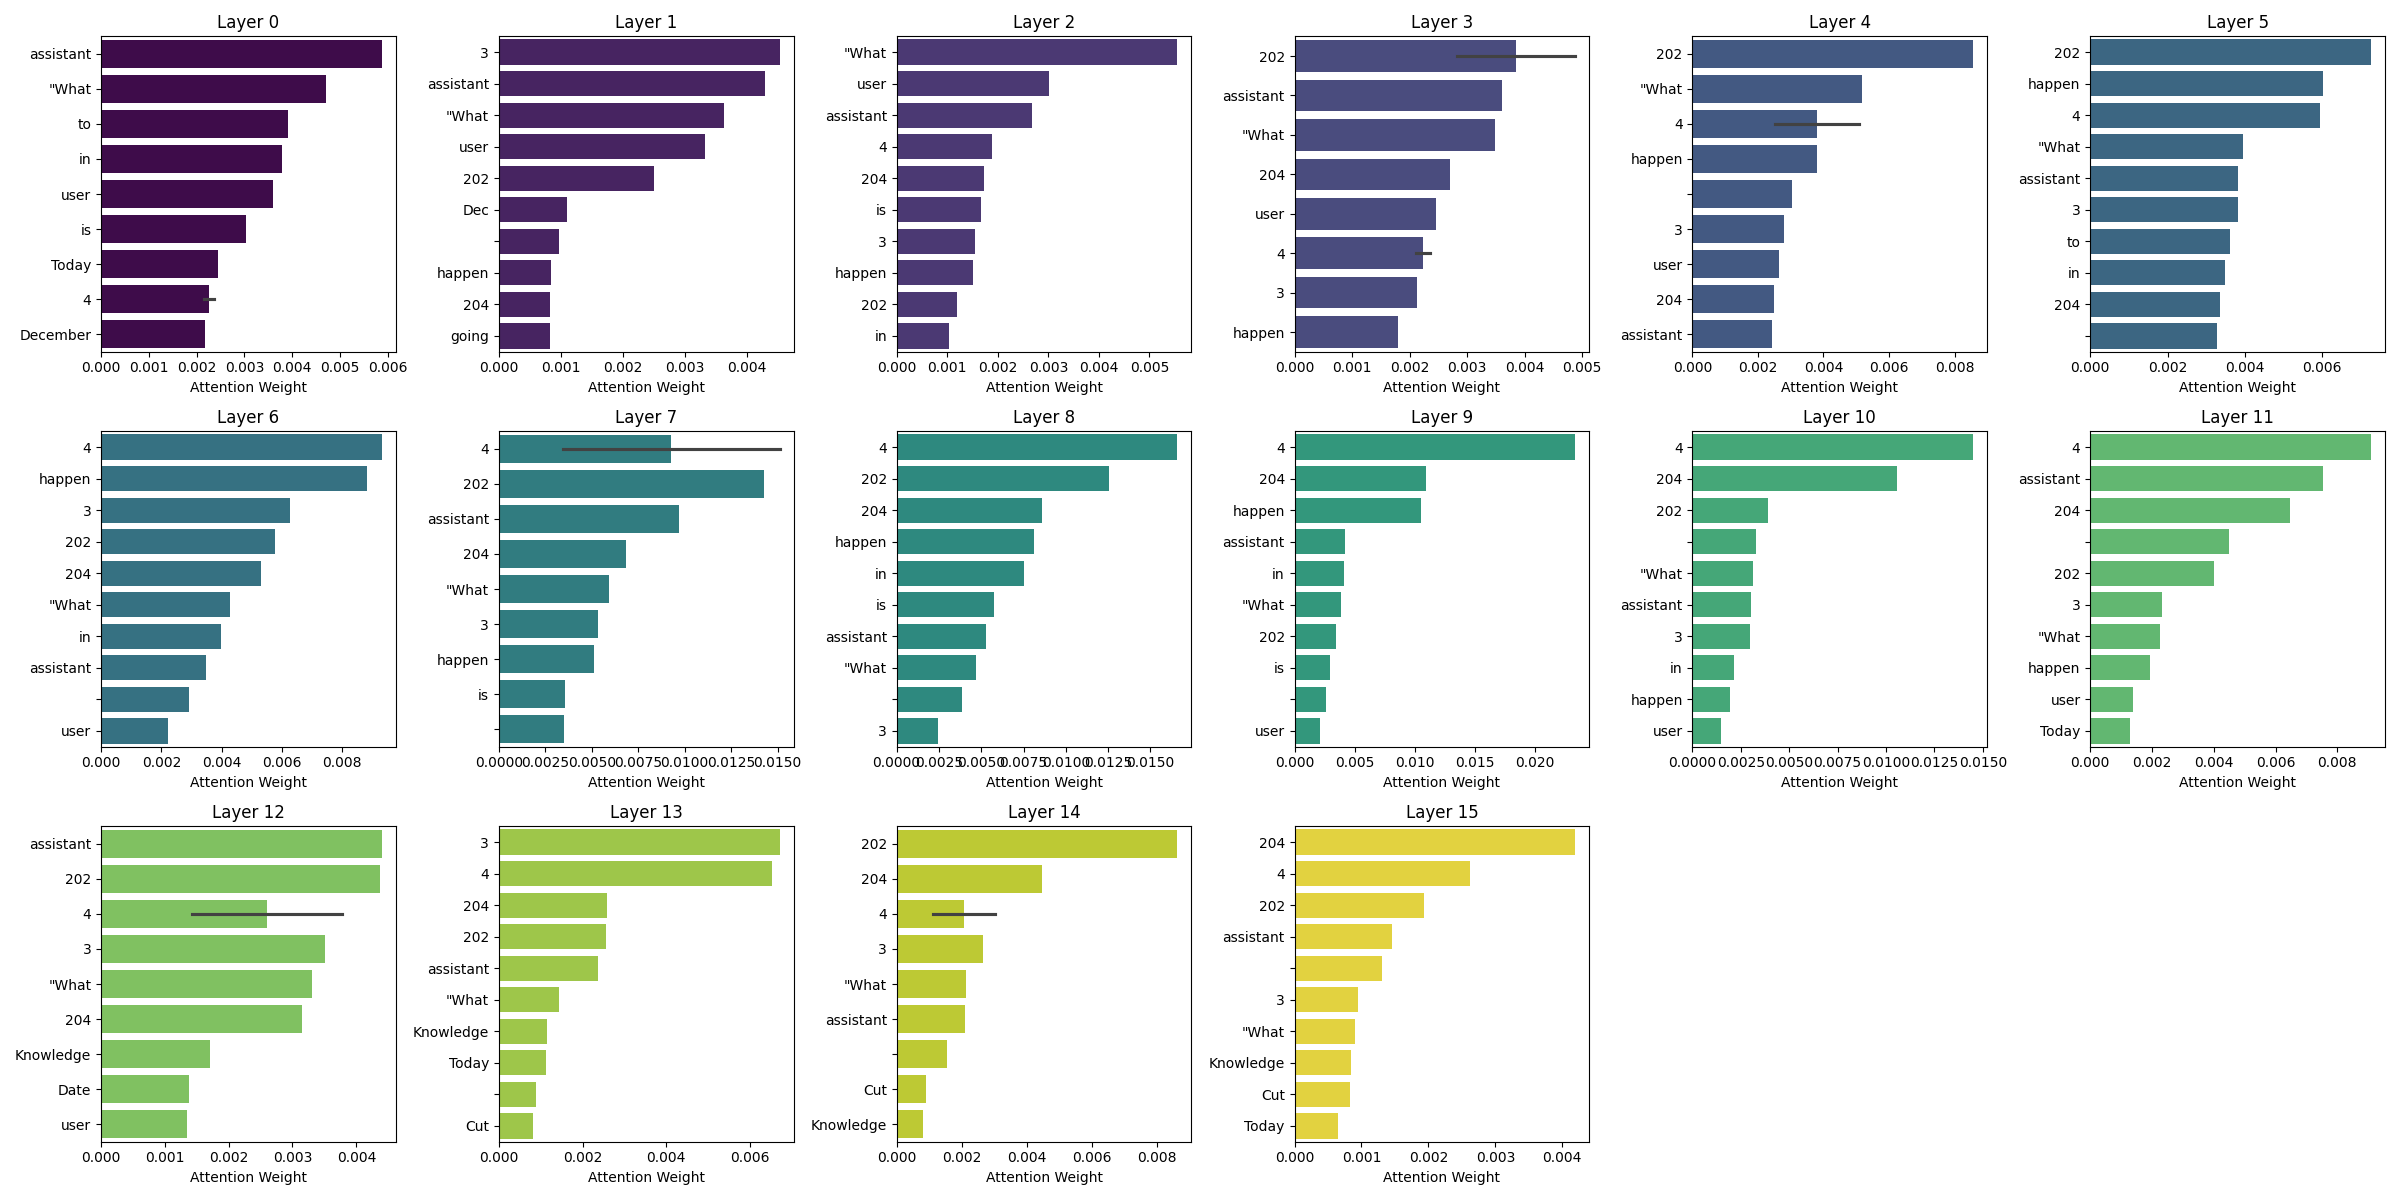 Layer 0
assistant
"What
to
in
user
is
Today
4
December
0.000 0.001 0.002 0.003 0.004 0.005 0.006
Attention Weight
Layer 1
3
assistant
"What
user
202
Dec
happen
204
going
0.000 0.001 0.002 0.003 0.004
Attention Weight
Layer 2
"What
user
assistant
4
204
is
3
happen
202
in
0.000 0.001 0.002 0.003 0.004 0.005
Attention Weight
Layer 3
202
assistant
"What
204
user
4
3
happen
0.000 0.001 0.002 0.003 0.004 0.005
Attention Weight
Layer 4
202
"What
4
happen
3
user
204
assistant
0.000 0.002 0.004 0.006 0.008
Attention Weight
Layer 5
202
happen
4
"What
assistant
3
to
in
204
0.000 0.002 0.004 0.006
Attention Weight
Layer 6
4
happen
3
202
204
"What
in
assistant
user
0.000 0.002 0.004 0.006 0.008
Attention Weight
Layer 7
4
202
assistant
204
"What
3
happen
is
0.0000 0.0025 0.0050 0.0075 0.0100 0.0125 0.0150
Attention Weight
Layer 8
4
202
204
happen
in
is
assistant
"What
3
0.0000 0.0025 0.0050 0.0075 0.0100 0.0125 0.0150
Attention Weight
Layer 9
4
204
happen
assistant
in
"What
202
is
user
0.000 0.005 0.010 0.015 0.020
Attention Weight
Layer 10
4
204
202
"What
assistant
3
in
happen
user
0.0000 0.0025 0.0050 0.0075 0.0100 0.0125 0.0150
Attention Weight
Layer 11
4
assistant
204
202
3
"What
happen
user
Today
0.000 0.002 0.004 0.006 0.008
Attention Weight
Layer 12
assistant
202
4
3
"What
204
Knowledge
Date
user
0.000 0.001 0.002 0.003 0.004
Attention Weight
Layer 13
3
4
204
202
assistant
"What
Knowledge
Today
Cut
0.000 0.002 0.004 0.006
Attention Weight
Layer 14
202
204
4
3
"What
assistant
Cut
Knowledge
0.000 0.002 0.004 0.006 0.008
Attention Weight
Layer 15
204
4
202
assistant
3
"What
Knowledge
Cut
Today
0.000 0.001 0.002 0.003 0.004
Attention Weight